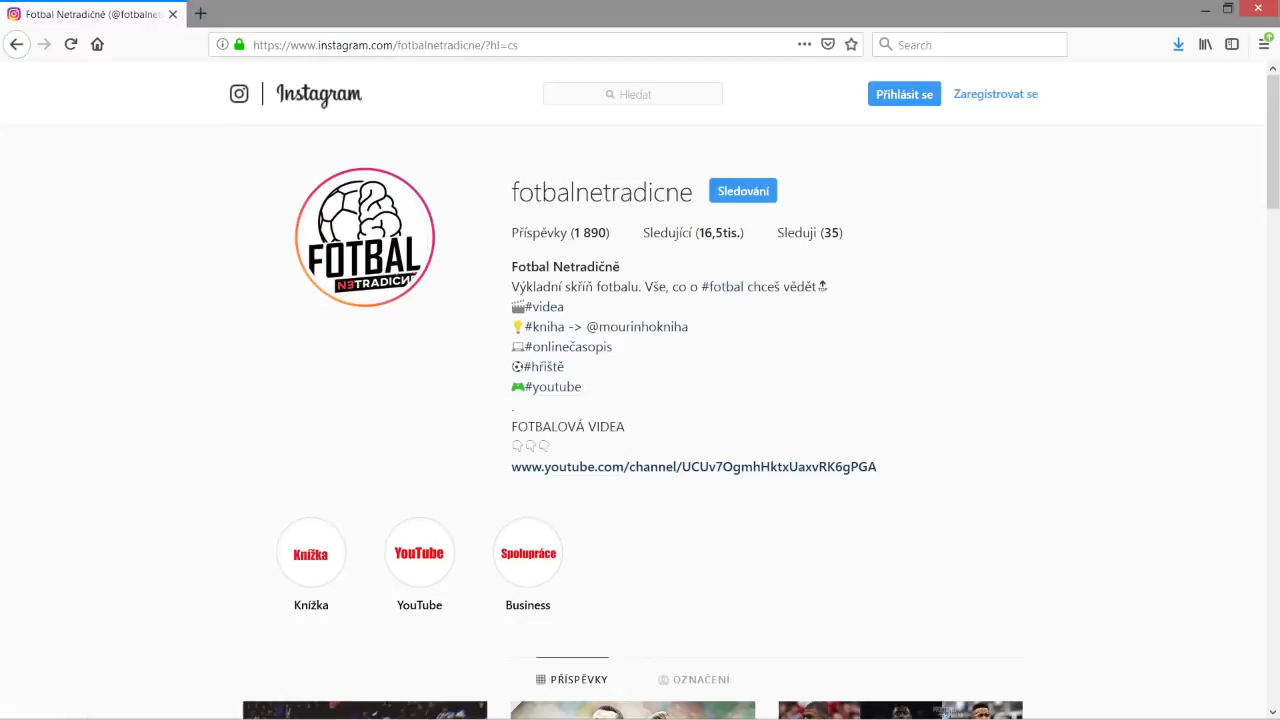 Fotbal Netradičně (@fotbalnet
https://www.instagram.com/fotbalnetradicne/?hl=cs
Search
Instagram
Hledat
Přihlásit se
Zaregistrovat se
FOTBAL
N3TRADIČNĚ
fotbalnetradicne
Sledování
Příspěvky (1 890)
Sledující (16,5tis.)
Sleduji (35)
Fotbal Netradičně
Výkladní skříň fotbalu. Vše, co o #fotbal chceš vědět
#videa
#kniha -> @mourinhokniha
#onlinečasopis
#hřiště
#youtube
.
FOTBALOVÁ VIDEA
www.youtube.com/channel/UCUv7OgmhHktxUaxvRK6gPGA
Knížka
YouTube
Spolupráce
Knížka
YouTube
Business
PŘÍSPĚVKY
OZNAČENÍ